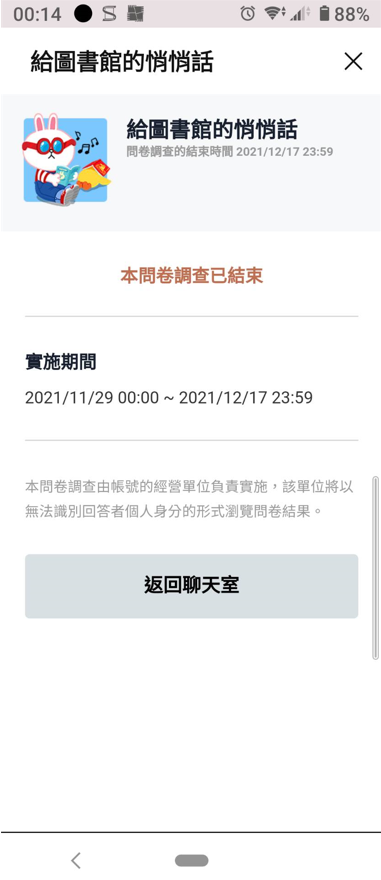 00:14
88%
給圖書館的悄悄話
給圖書館的悄悄話
問卷調查的結束時間 2021/12/17 23:59
本問卷調查已結束
實施期間
2021/11/29 00:00 ~ 2021/12/17 23:59
本問卷調查由帳號的經營單位負責實施，該單位將以
無法識別回答者個人身分的形式瀏覽問卷結果。
返回聊天室